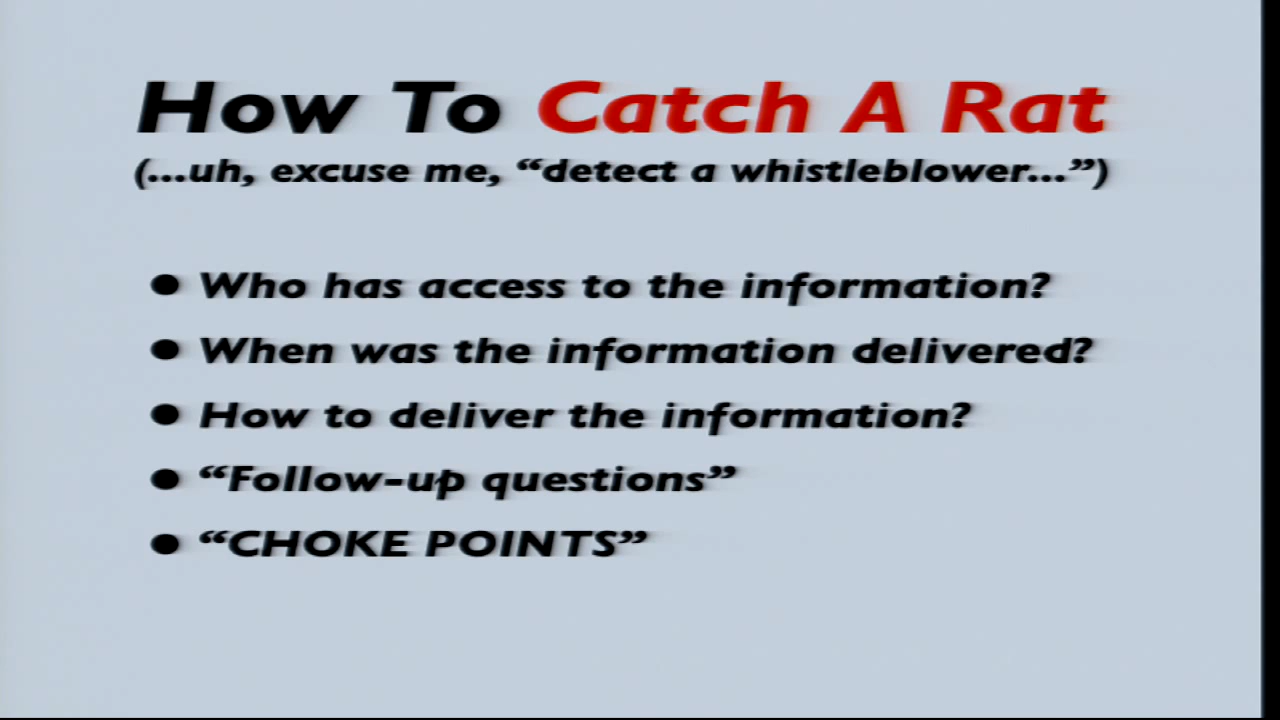 How To Catch A Rat
(...uh, excuse me, “detect a whistleblower...”)
● Who has access to the information?
● When was the information delivered?
● How to deliver the information?
● “Follow-up questions”
● “CHOKE POINTS”